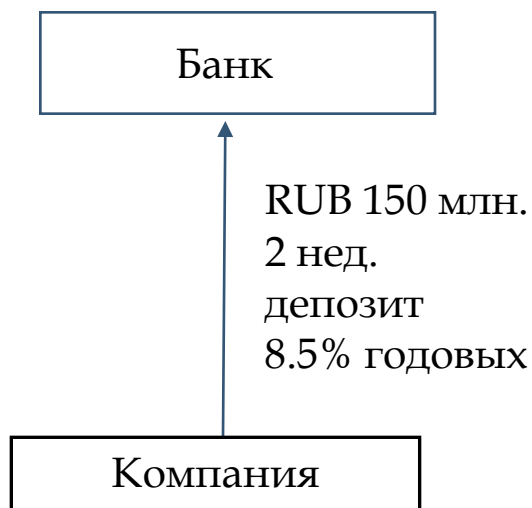 Банк
RUB 150 млн.
2 нед.
депозит
8.5% годовых
Компания